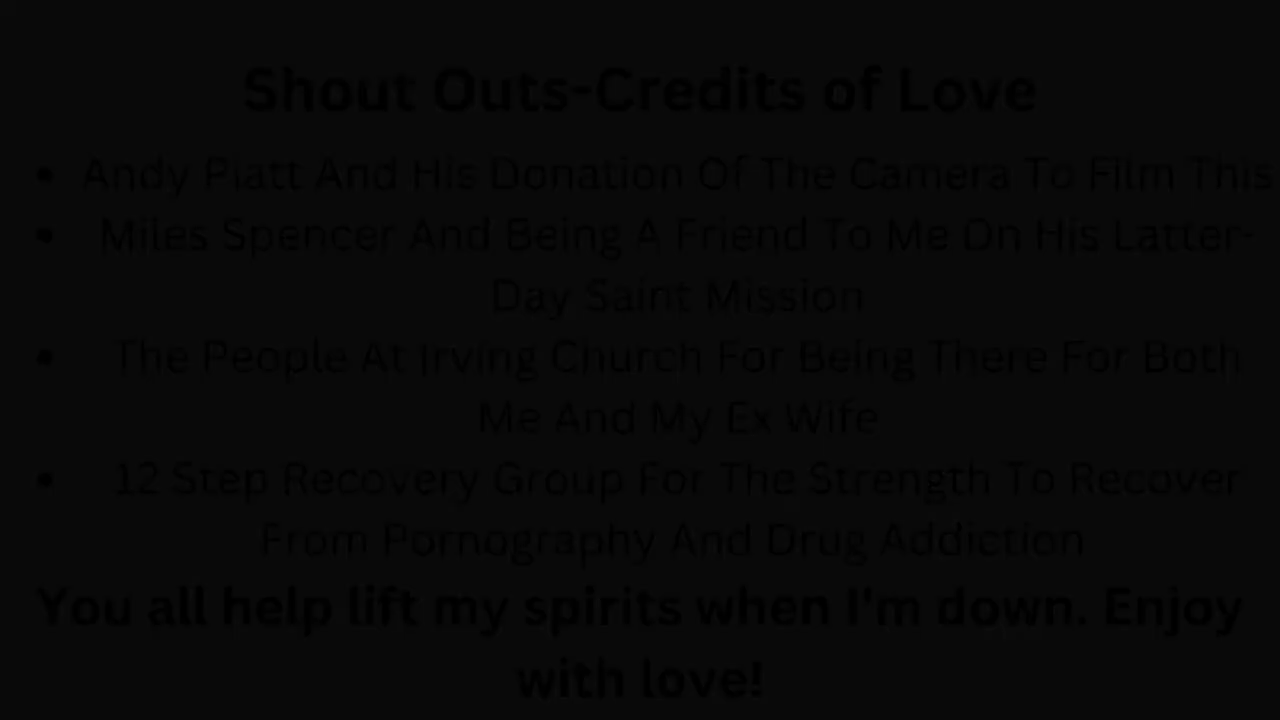 Shout Outs-Credits of Love
• Andy Piatt And His Donation Of The Camera To Film This
• Miles Spencer And Being A Friend To Me On His Latter-
Day Saint Mission
• The People At Irving Church For Being There For Both
Me And My Ex Wife
• 12 Step Recovery Group For The Strength To Recover
From Pornography And Drug Addiction
You all help lift my spirits when I'm down. Enjoy
with love!